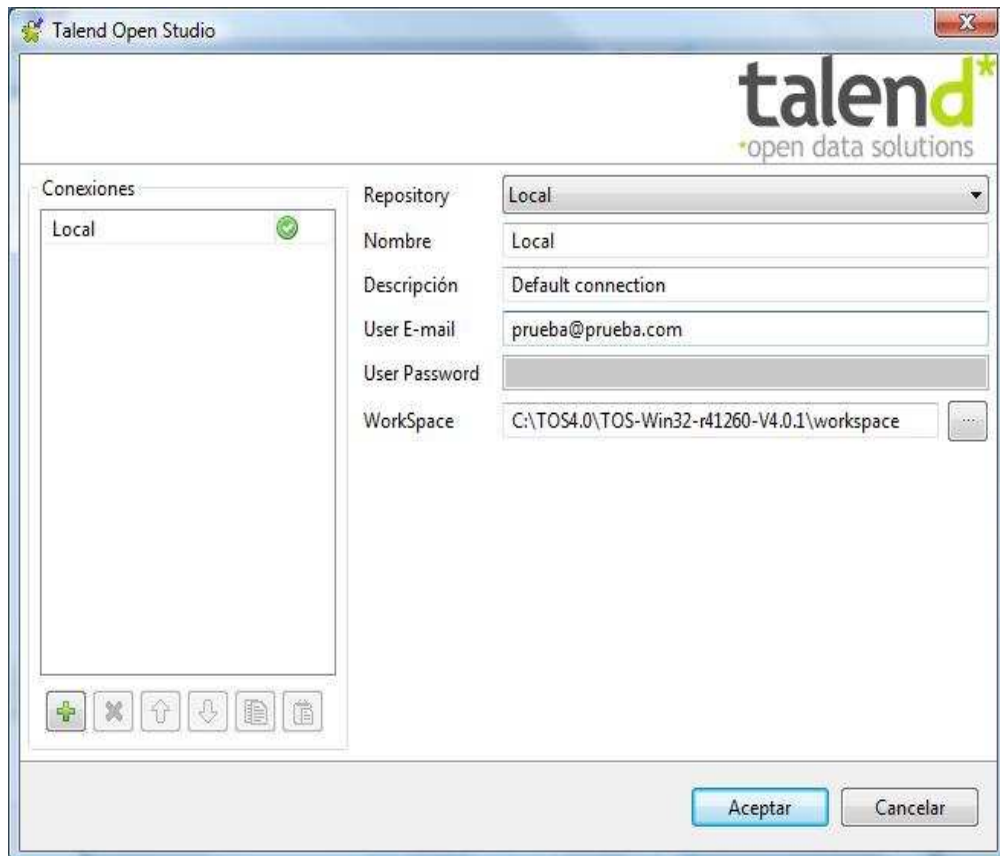 Talend Open Studio
talend*
open data solutions
Conexiones
Local
Repository Local
Nombre Local
Descripción Default connection
User E-mail prueba@prueba.com
User Password
WorkSpace C:\TOS4.0\TOS-Win32-r41260-V4.0.1\workspace ...
Aceptar Cancelar